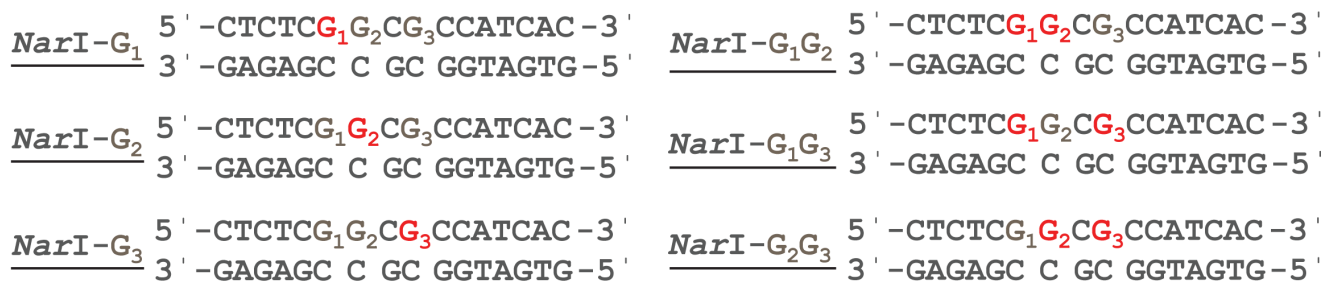 NarI-G₁
5'-CTCTCG₁G₂CG₃CCATCAC-3'
3'-GAGAGC C GC GGTAGTG-5'
NarI-G₂
5'-CTCTCG₁G₂CG₃CCATCAC-3'
3'-GAGAGC C GC GGTAGTG-5'
NarI-G₃
5'-CTCTCG₁G₂CG₃CCATCAC-3'
3'-GAGAGC C GC GGTAGTG-5'
NarI-G₁G₂
5'-CTCTCG₁G₂CG₃CCATCAC-3'
3'-GAGAGC C GC GGTAGTG-5'
NarI-G₁G₃
5'-CTCTCG₁G₂CG₃CCATCAC-3'
3'-GAGAGC C GC GGTAGTG-5'
NarI-G₂G₃
5'-CTCTCG₁G₂CG₃CCATCAC-3'
3'-GAGAGC C GC GGTAGTG-5'